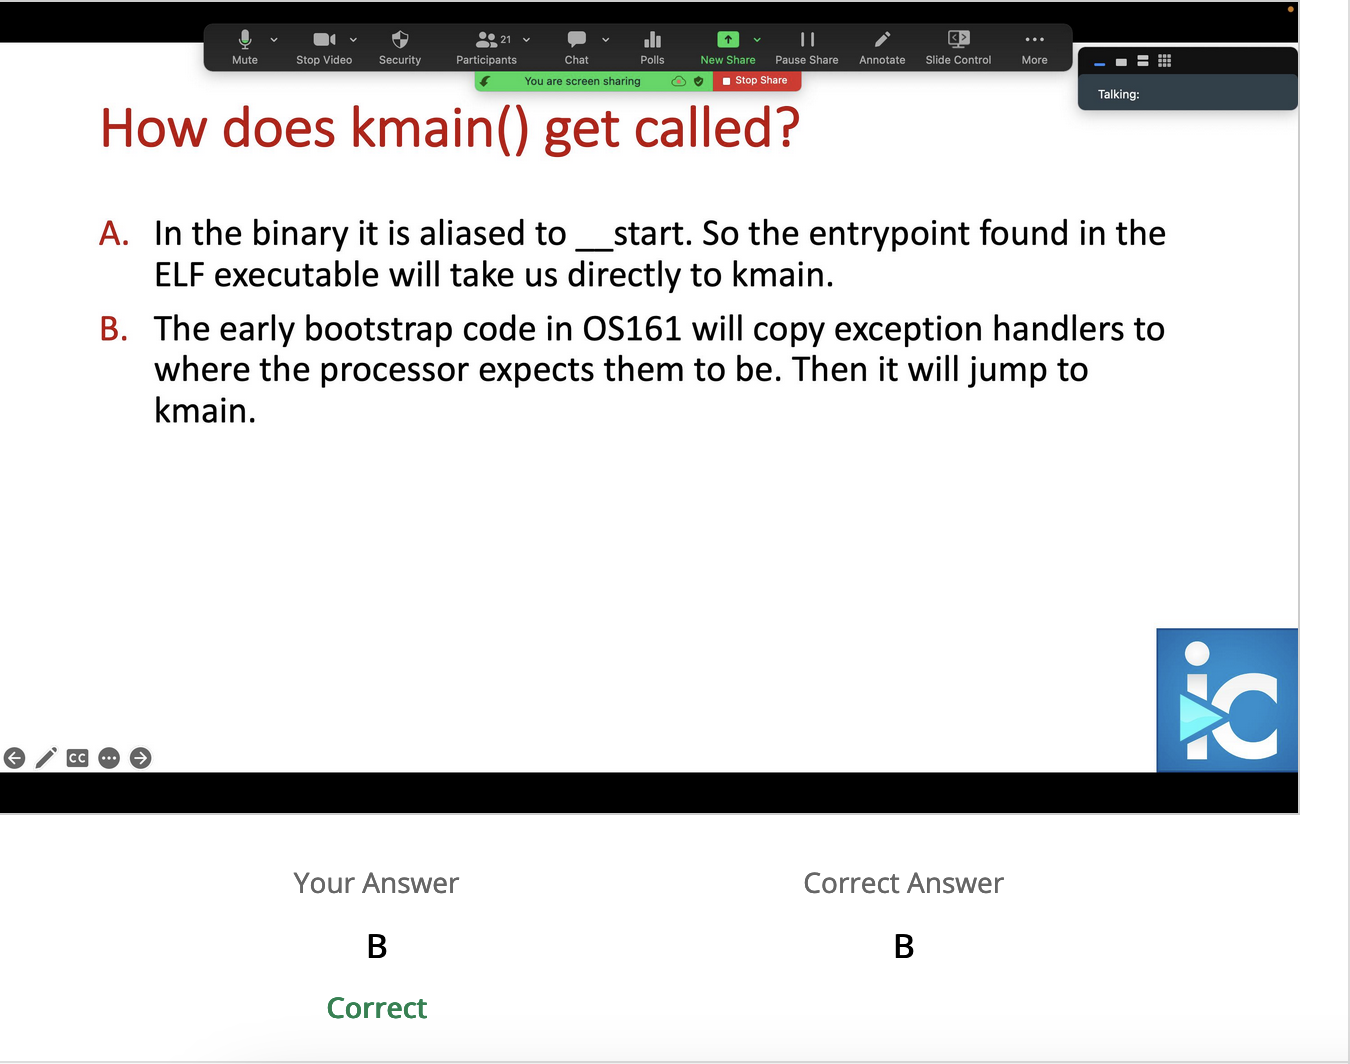 Mute
Stop Video
Security
Participants
21
Chat
Polls
New Share
Pause Share
Annotate
Slide Control
More
You are screen sharing
Stop Share
Talking:
How does kmain() get called?
A. In the binary it is aliased to __start. So the entrypoint found in the
ELF executable will take us directly to kmain.
B. The early bootstrap code in OS161 will copy exception handlers to
where the processor expects them to be. Then it will jump to
kmain.
ic
CC
Your Answer
Correct Answer
B
B
Correct